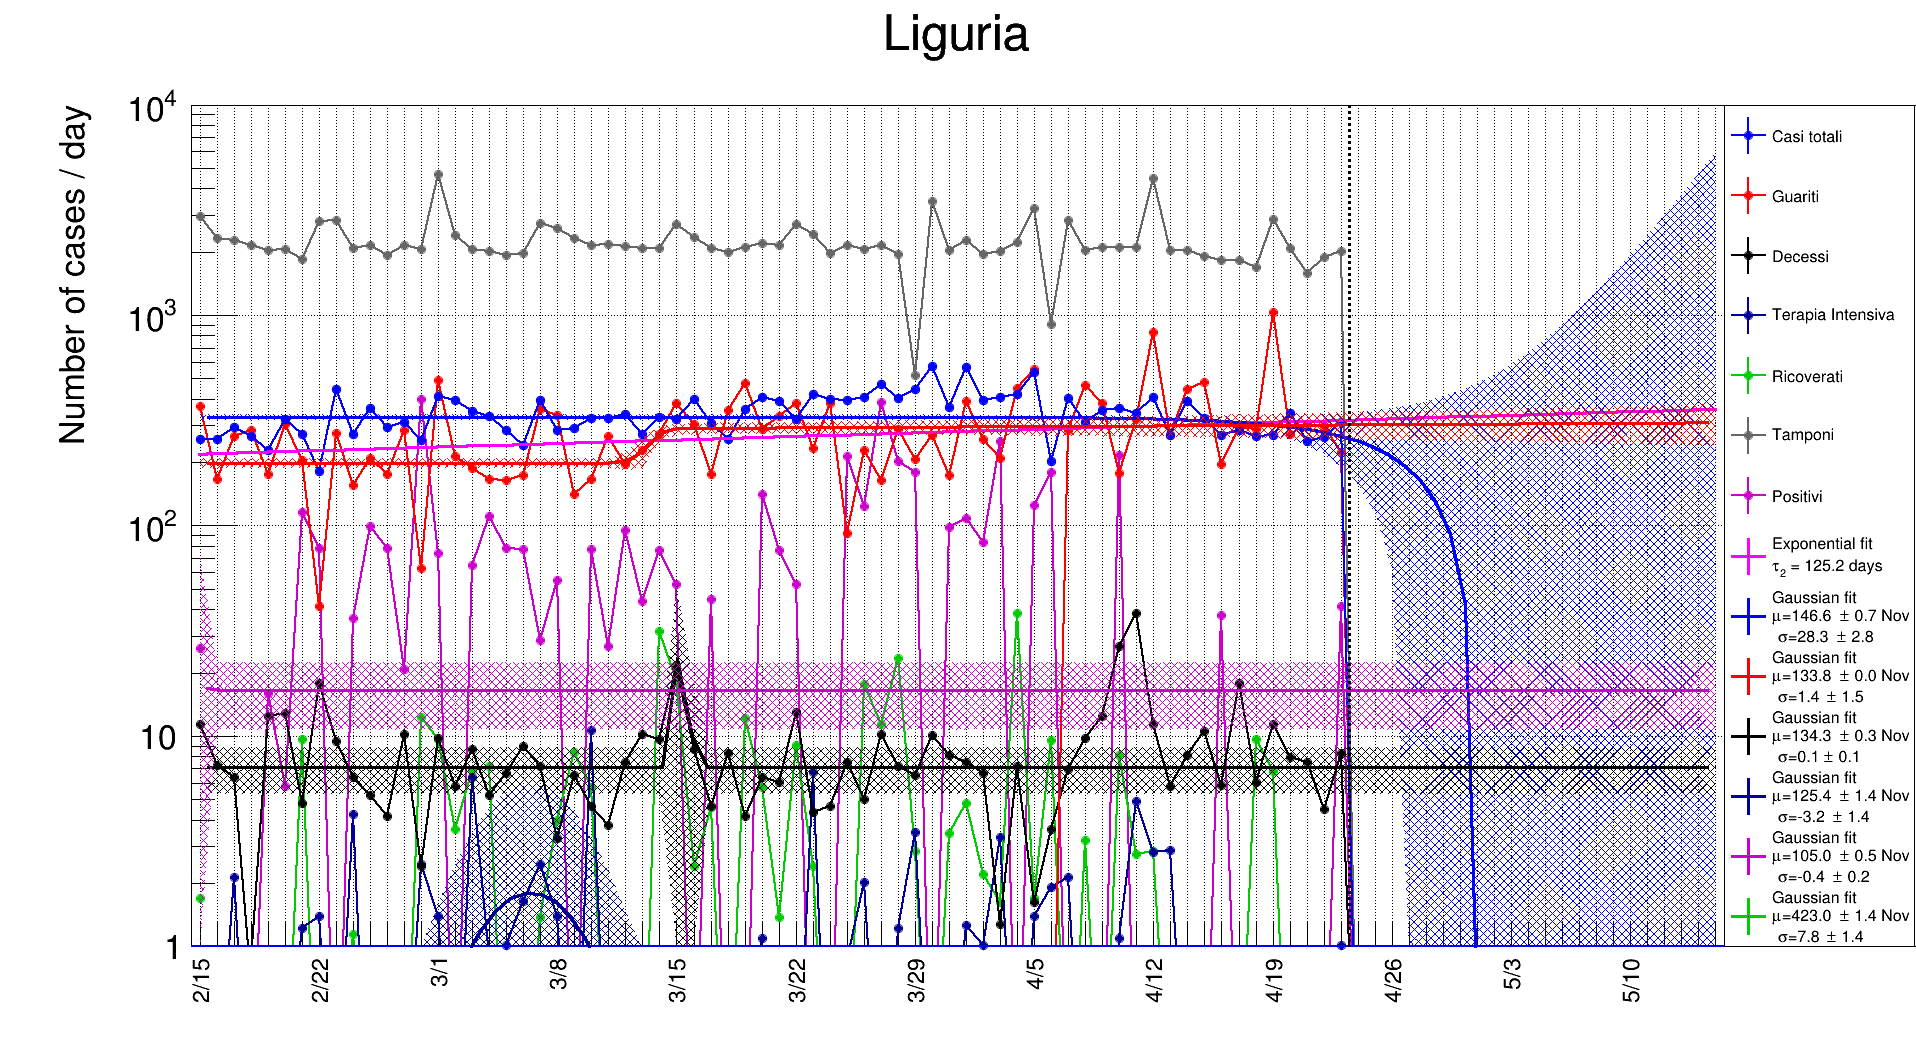 Liguria
Number of cases / day
10⁴
10³
10²
10
1
2/15
2/22
3/1
3/8
3/15
3/22
3/29
4/5
4/12
4/19
4/26
5/3
5/10
Casi totali
Guariti
Decessi
Terapia Intensiva
Ricoverati
Tamponi
Positivi
Exponential fit
τ₂ = 125.2 days
Gaussian fit
μ=146.6 ± 0.7 Nov
σ=28.3 ± 2.8
Gaussian fit
μ=133.8 ± 0.0 Nov
σ=1.4 ± 1.5
Gaussian fit
μ=134.3 ± 0.3 Nov
σ=0.1 ± 0.1
Gaussian fit
μ=125.4 ± 1.4 Nov
σ=-3.2 ± 1.4
Gaussian fit
μ=105.0 ± 0.5 Nov
σ=-0.4 ± 0.2
Gaussian fit
μ=423.0 ± 1.4 Nov
σ=7.8 ± 1.4